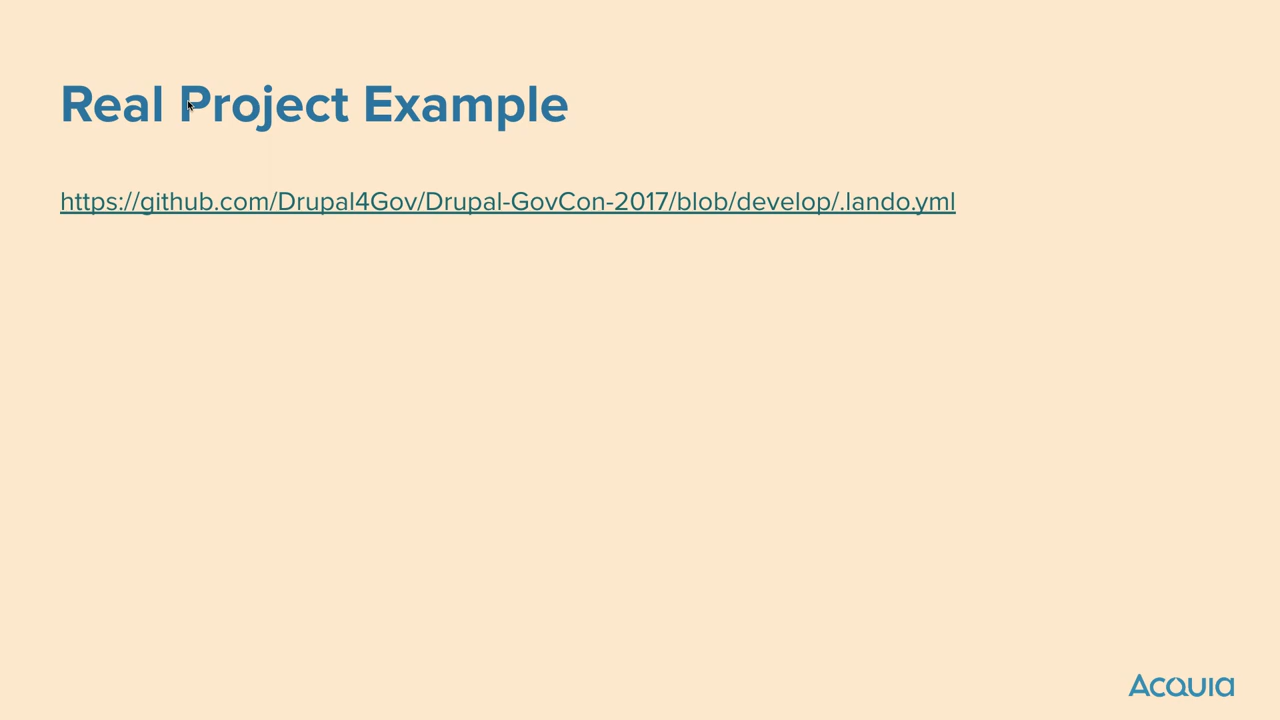 Real Project Example
https://github.com/Drupal4Gov/Drupal-GovCon-2017/blob/develop/.lando.yml
Acquia